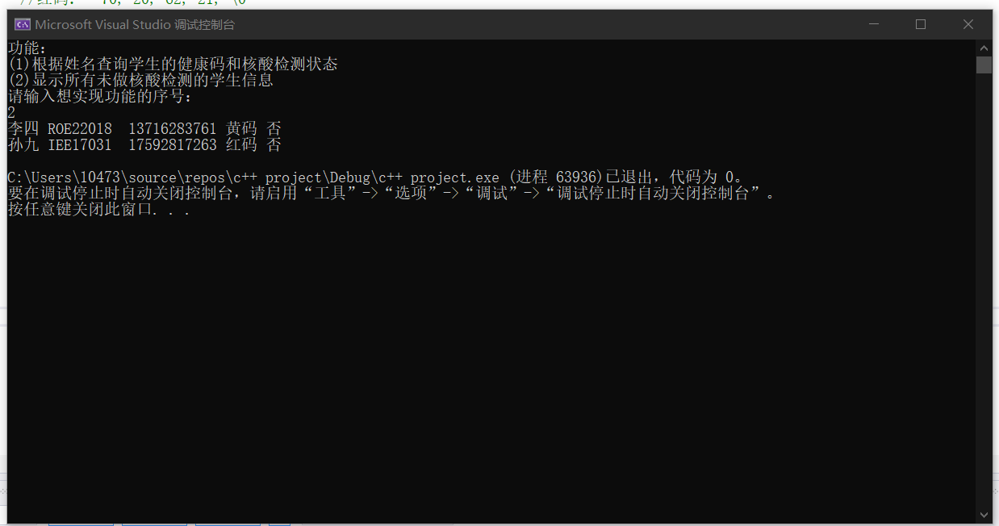 Microsoft Visual Studio 调试控制台
功能:
(1)根据姓名查询学生的健康码和核酸检测状态
(2)显示所有未做核酸检测的学生信息
请输入想实现功能的序号:
2
李四 ROE22018  13716283761 黄码 否
孙九 IEE17031  17592817263 红码 否
C:\Users\10473\source\repos\c++ project\Debug\c++ project.exe (进程 63936)已退出，代码为 0。
要在调试停止时自动关闭控制台，请启用“工具”->“选项”->“调试”->“调试停止时自动关闭控制台”。
按任意键关闭此窗口. . .